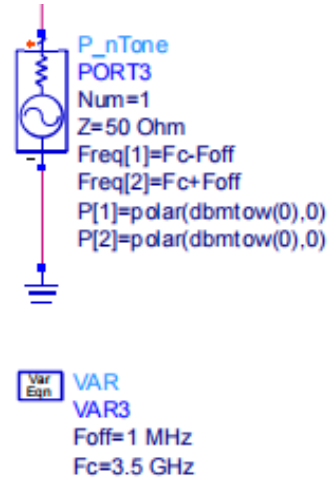 P_nTone
PORT3
Num=1
Z=50 Ohm
Freq[1]=Fc-Foff
Freq[2]=Fc+Foff
P[1]=polar(dbmtow(0),0)
P[2]=polar(dbmtow(0),0)
Var
Eqn
VAR
VAR3
Foff=1 MHz
Fc=3.5 GHz